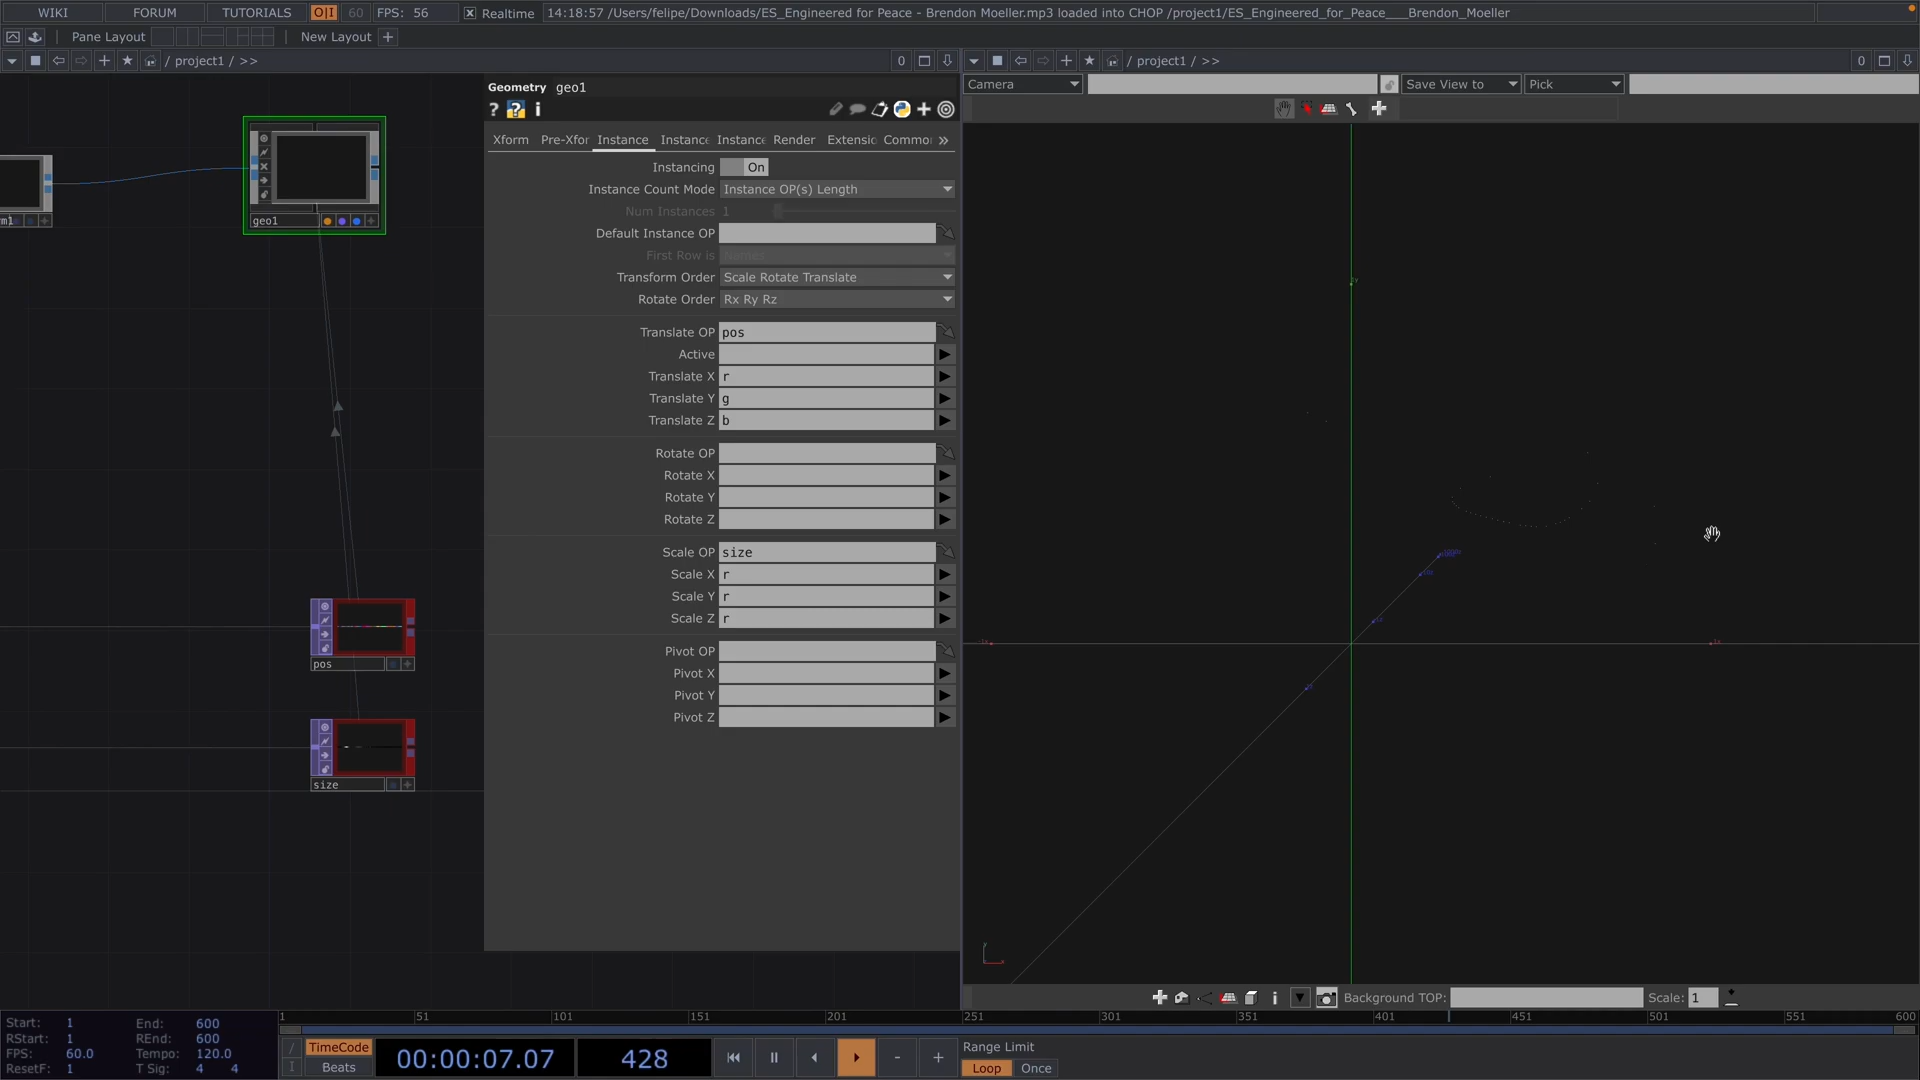 WIKI FORUM TUTORIALS O|I 60 FPS: 56 Realtime 14:18:57 /Users/felipe/Downloads/ES_Engineered for Peace - Brendon Moeller.mp3 loaded into CHOP /project1/ES_Engineered_for_Peace___Brendon_Moeller
Pane Layout New Layout +
/ project1 / >> 0
/ project1 / >> 0
Geometry geo1
? ? i
Xform Pre-Xfor Instance Instanc Instanc Render Extensio Commo »
Instancing On
Instance Count Mode Instance OP(s) Length
Num Instances 1
Default Instance OP
First Row is Names
Transform Order Scale Rotate Translate
Rotate Order Rx Ry Rz
Translate OP pos
Active
Translate X r
Translate Y g
Translate Z b
Rotate OP
Rotate X
Rotate Y
Rotate Z
Scale OP size
Scale X r
Scale Y r
Scale Z r
Pivot OP
Pivot X
Pivot Y
Pivot Z
m1
geo1
pos
size
Camera Save View to Pick
Background TOP: Scale: 1
Start: 1 End: 600
RStart: 1 REnd: 600
FPS: 60.0 Tempo: 120.0
ResetF: 1 T Sig: 4 4
1 51 101 151 201 251 301 351 401 451 501 551 600
TimeCode
Beats
00:00:07.07 428
Range Limit
Loop Once